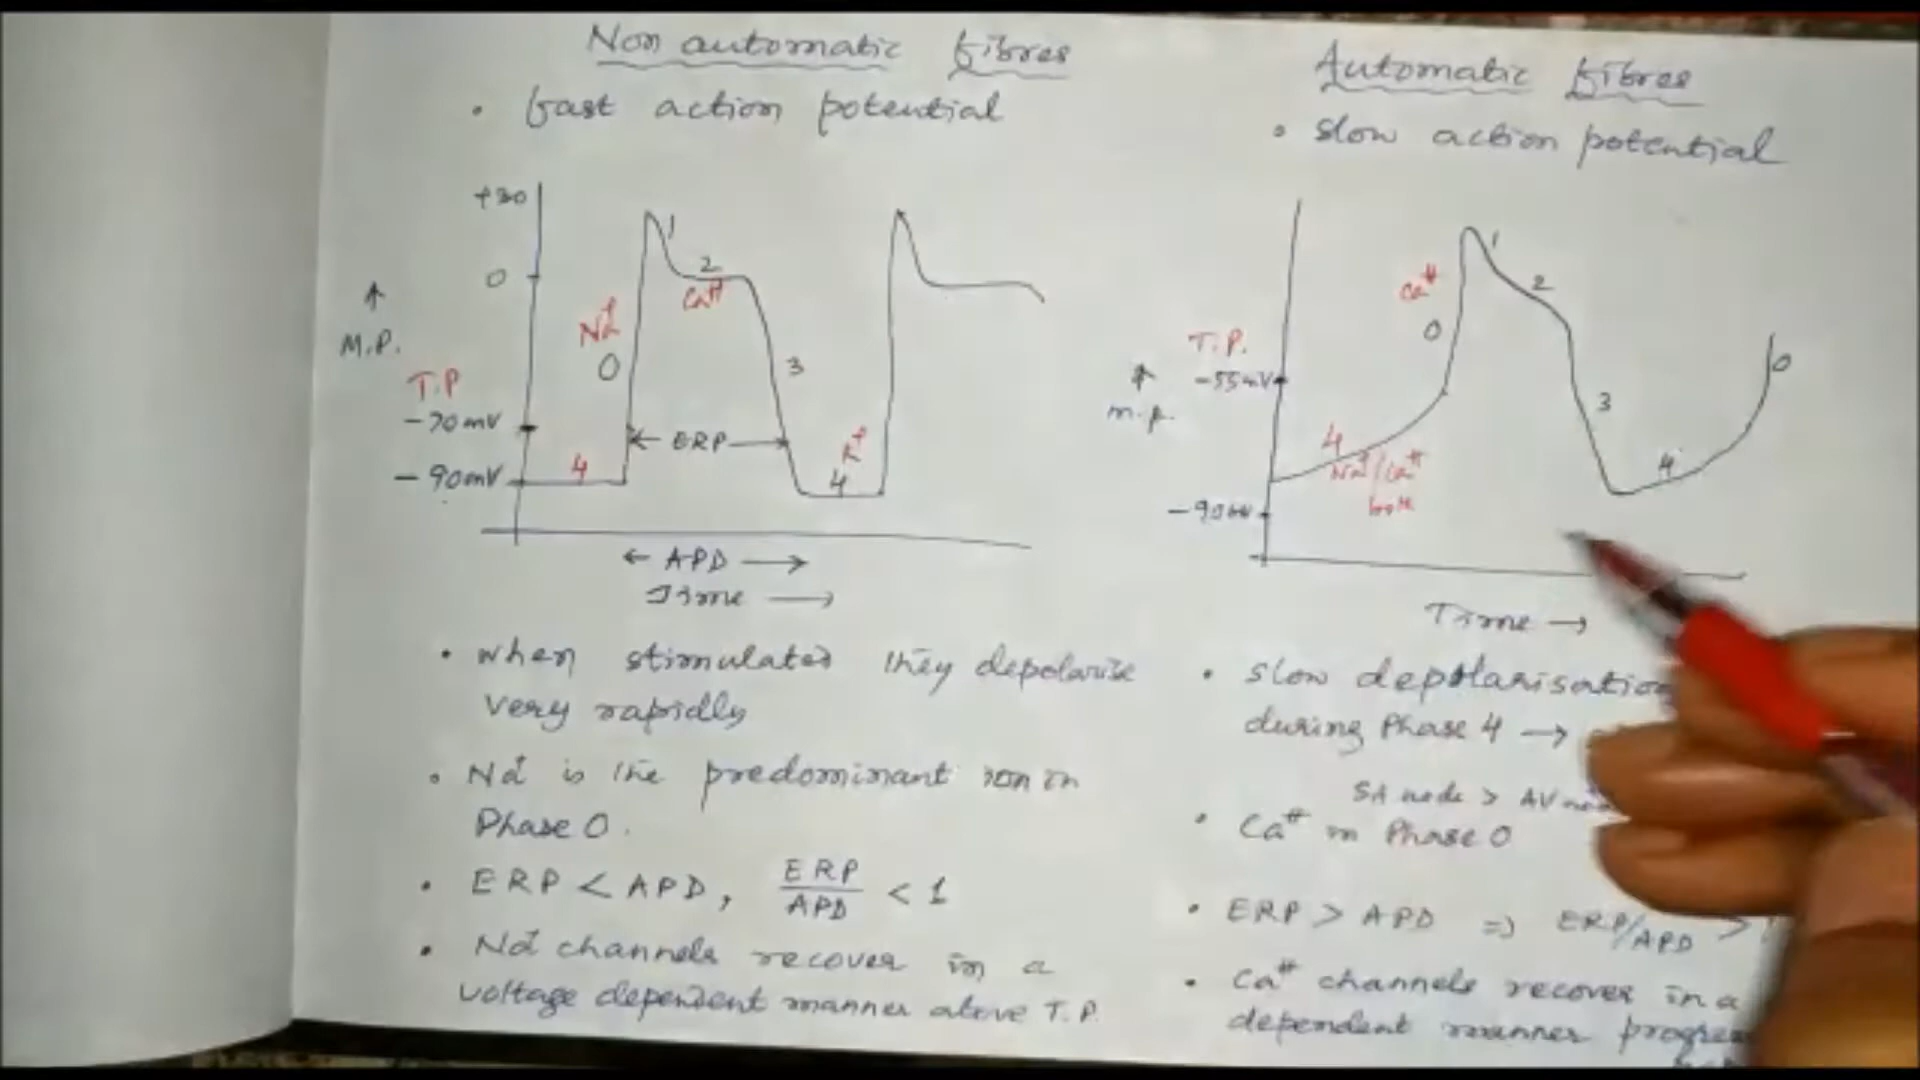 Non automatic fibres
• fast action potential
+30
1
2
0
Ca++
Na+
↑
M.P.
0
3
T.P
-70mV
← ERP →
K+
4
-90mV
4
← APD →
Time →
• when stimulated they depolarise
very rapidly
• Na+ is the predominant ion in
Phase 0.
• ERP < APD, ERP/APD < 1
• Na+ channels recover in a
voltage dependent manner above T.P.
Automatic fibres
• slow action potential
1
Ca++
2
0
T.P.
-55mV
↑
m.p.
0
3
4
Na+/Ca++
both
4
-90mV
Time →
• slow depolarisation
during Phase 4 →
SA node > AV
• Ca++ in Phase 0
• ERP > APD ⇒ ERP/APD >
• Ca++ channels recover in a
dependent manner